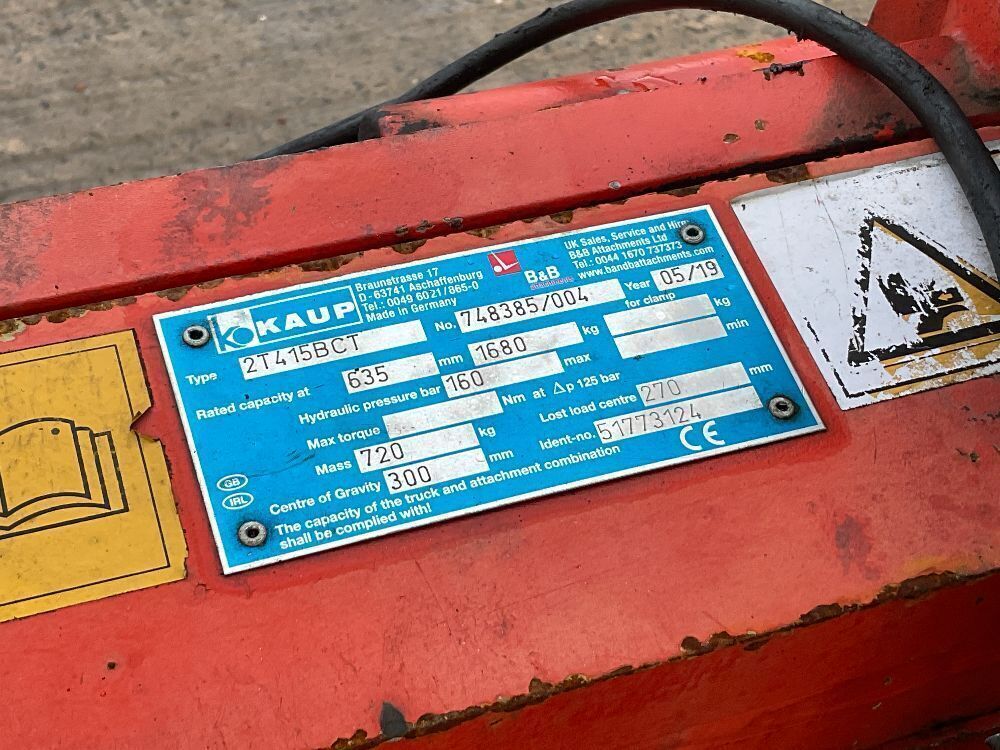 KAUP
Braunstrasse 17
D - 63741 Aschaffenburg
Tel.: 0049 6021 / 865-0
Made in Germany
B&B
UK Sales, Service and Hire
B&B Attachments Ltd
Tel.: 0044 1670 737373
www.bandbattachments.com
Type 2T415BCT No. 748385/004 Year 05/19
Rated capacity at 635 mm 1680 kg for clamp kg
Hydraulic pressure bar 160 max min
Max torque Nm at Δp 125 bar
Mass 720 kg Lost load centre 270 mm
Centre of Gravity 300 mm Ident-no. 51773124
CE
GB
IRL
The capacity of the truck and attachment combination
shall be complied with!